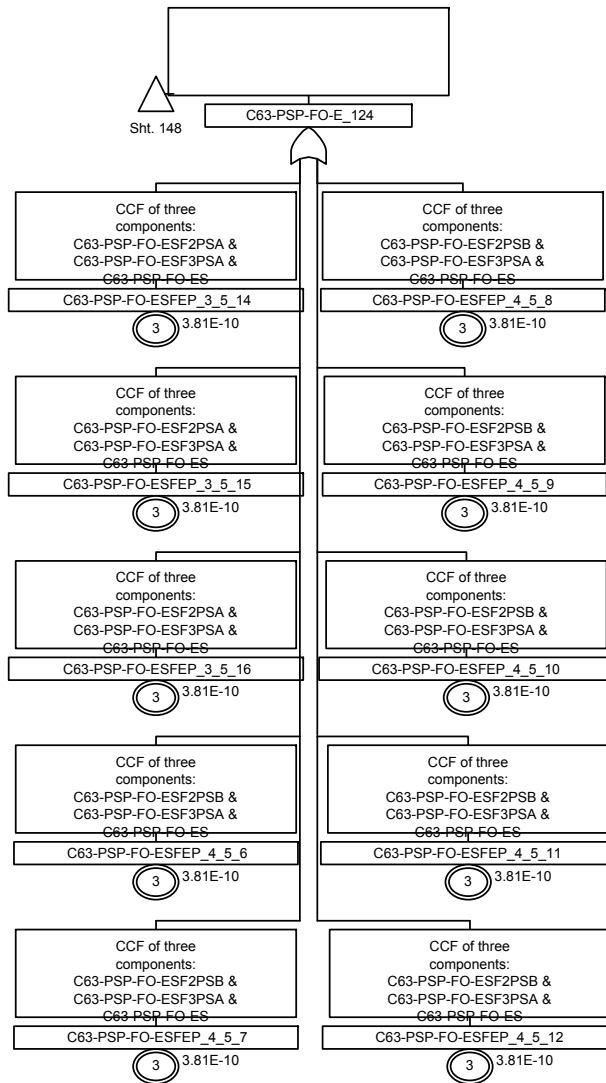 C63-PSP-FO-E_124
Sht. 148
CCF of three
components:
C63-PSP-FO-ESF2PSA &
C63-PSP-FO-ESF3PSA &
C63-PSP-FO-ES
C63-PSP-FO-ESFEP_3_5_14
3
3.81E-10
CCF of three
components:
C63-PSP-FO-ESF2PSB &
C63-PSP-FO-ESF3PSA &
C63-PSP-FO-ES
C63-PSP-FO-ESFEP_4_5_8
3
3.81E-10
CCF of three
components:
C63-PSP-FO-ESF2PSA &
C63-PSP-FO-ESF3PSA &
C63-PSP-FO-ES
C63-PSP-FO-ESFEP_3_5_15
3
3.81E-10
CCF of three
components:
C63-PSP-FO-ESF2PSB &
C63-PSP-FO-ESF3PSA &
C63-PSP-FO-ES
C63-PSP-FO-ESFEP_4_5_9
3
3.81E-10
CCF of three
components:
C63-PSP-FO-ESF2PSA &
C63-PSP-FO-ESF3PSA &
C63-PSP-FO-ES
C63-PSP-FO-ESFEP_3_5_16
3
3.81E-10
CCF of three
components:
C63-PSP-FO-ESF2PSB &
C63-PSP-FO-ESF3PSA &
C63-PSP-FO-ES
C63-PSP-FO-ESFEP_4_5_10
3
3.81E-10
CCF of three
components:
C63-PSP-FO-ESF2PSB &
C63-PSP-FO-ESF3PSA &
C63-PSP-FO-ES
C63-PSP-FO-ESFEP_4_5_6
3
3.81E-10
CCF of three
components:
C63-PSP-FO-ESF2PSB &
C63-PSP-FO-ESF3PSA &
C63-PSP-FO-ES
C63-PSP-FO-ESFEP_4_5_11
3
3.81E-10
CCF of three
components:
C63-PSP-FO-ESF2PSB &
C63-PSP-FO-ESF3PSA &
C63-PSP-FO-ES
C63-PSP-FO-ESFEP_4_5_7
3
3.81E-10
CCF of three
components:
C63-PSP-FO-ESF2PSB &
C63-PSP-FO-ESF3PSA &
C63-PSP-FO-ES
C63-PSP-FO-ESFEP_4_5_12
3
3.81E-10